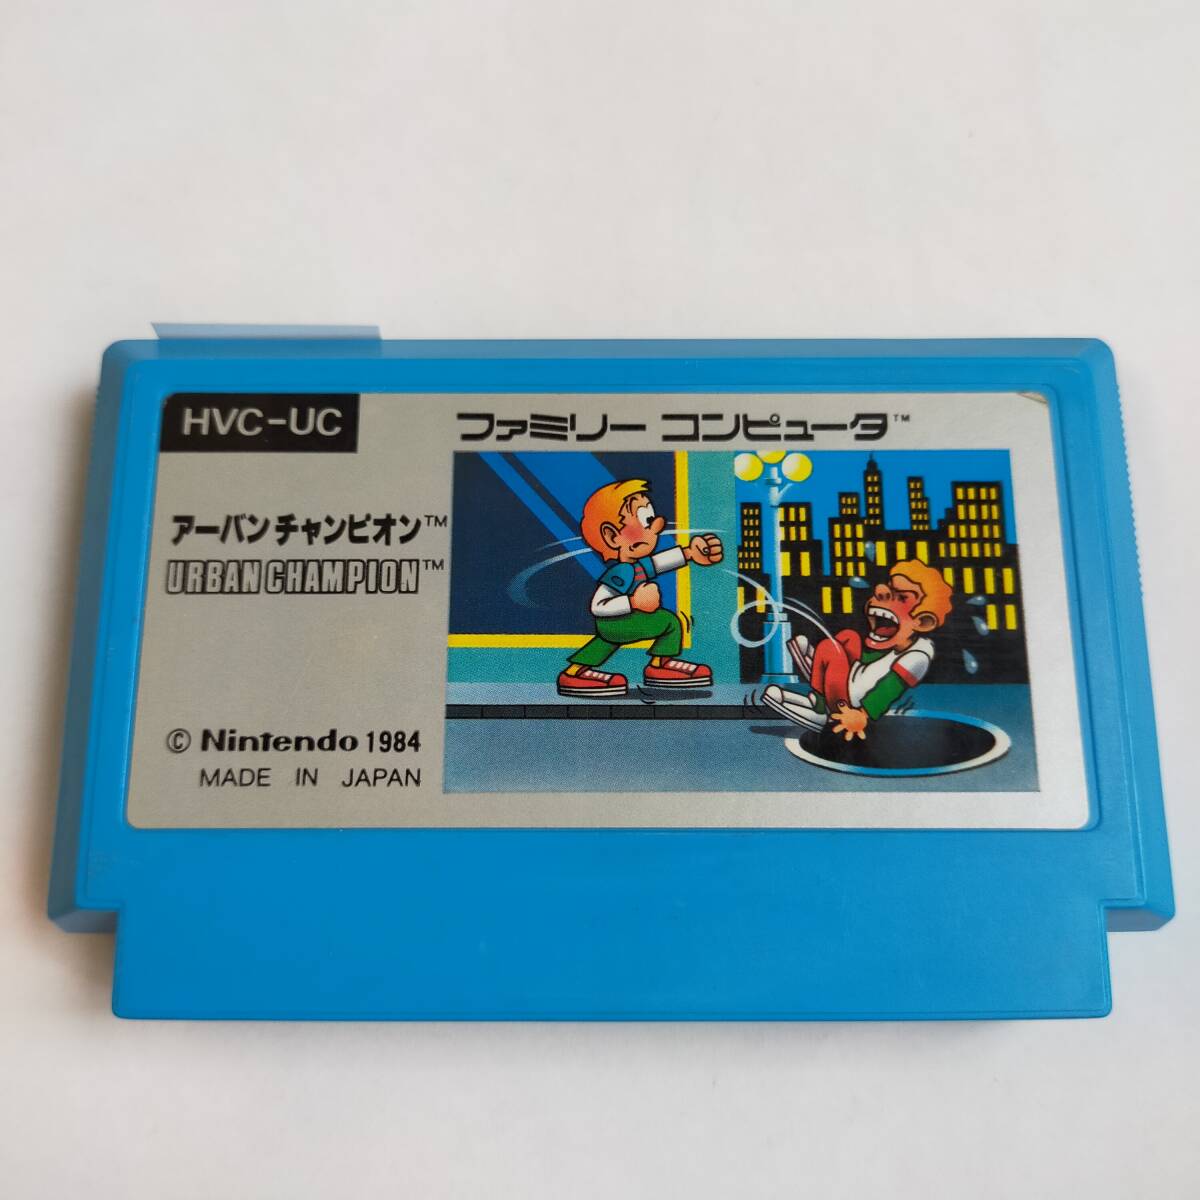 HVC-UC
ファミリー コンピュータ™
アーバンチャンピオン™
URBAN CHAMPION™
© Nintendo 1984
MADE IN JAPAN